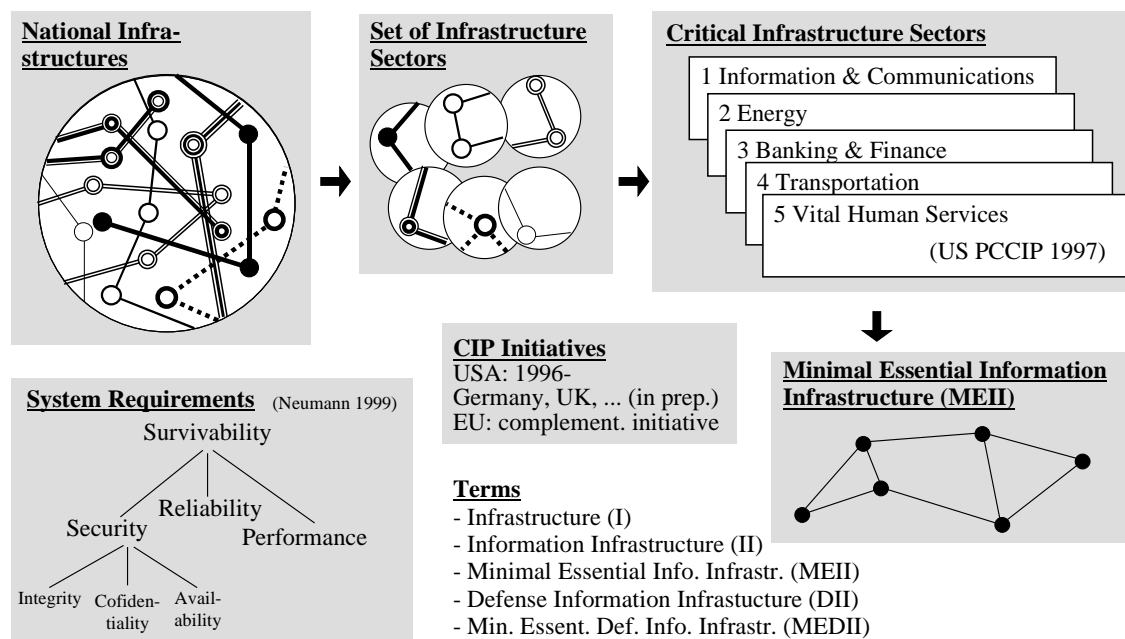 National Infra-
structures
Set of Infrastructure
Sectors
Critical Infrastructure Sectors
1 Information & Communications
2 Energy
3 Banking & Finance
4 Transportation
5 Vital Human Services
(US PCCIP 1997)
CIP Initiatives
USA: 1996-
Germany, UK, ... (in prep.)
EU: complement. initiative
Minimal Essential Information
Infrastructure (MEII)
System Requirements (Neumann 1999)
Survivability
Reliability
Security
Performance
Integrity
Cofiden-
tiality
Avail-
ability
Terms
- Infrastructure (I)
- Information Infrastructure (II)
- Minimal Essential Info. Infrastr. (MEII)
- Defense Information Infrastucture (DII)
- Min. Essent. Def. Info. Infrastr. (MEDII)